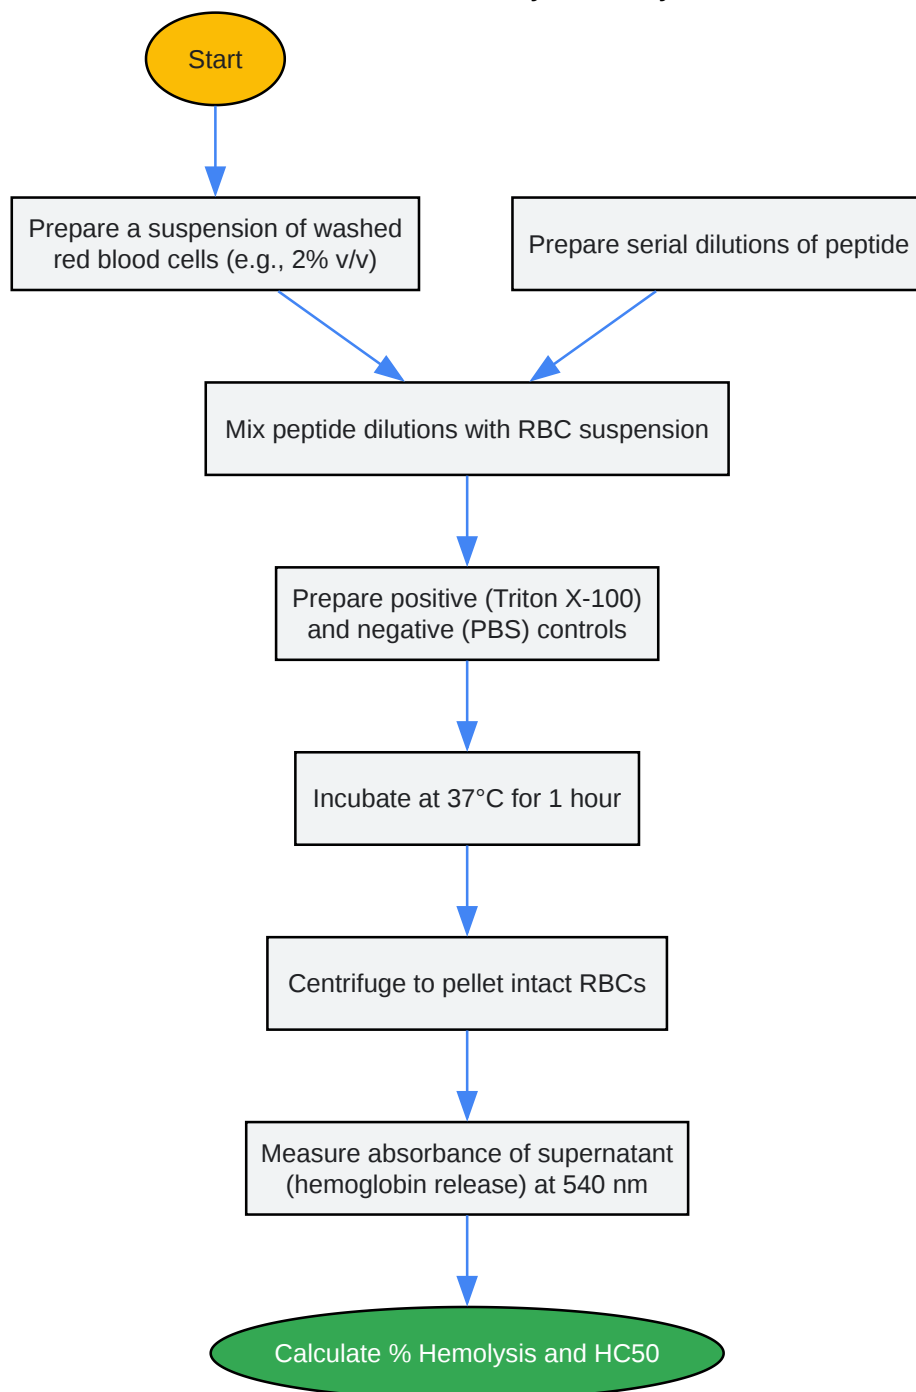 Start
Prepare a suspension of washed
red blood cells (e.g., 2% v/v)
Prepare serial dilutions of peptide
Mix peptide dilutions with RBC suspension
Prepare positive (Triton X-100)
and negative (PBS) controls
Incubate at 37°C for 1 hour
Centrifuge to pellet intact RBCs
Measure absorbance of supernatant
(hemoglobin release) at 540 nm
Calculate % Hemolysis and HC50